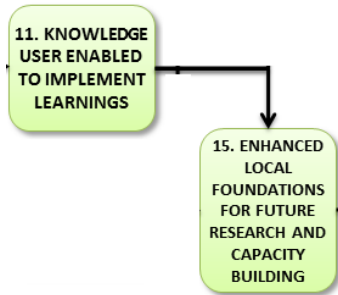 11. KNOWLEDGE
USER ENABLED
TO IMPLEMENT
LEARNINGS
15. ENHANCED
LOCAL
FOUNDATIONS
FOR FUTURE
RESEARCH AND
CAPACITY
BUILDING